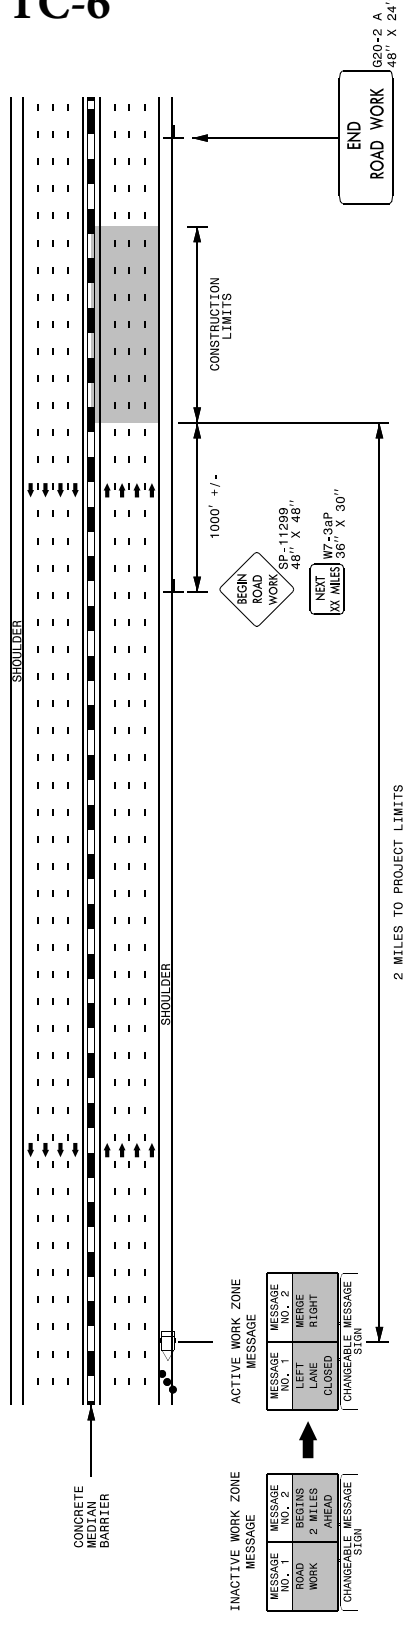 TC-6
G20-2 A
48" X 24"
END
ROAD WORK
CONSTRUCTION
LIMITS
1000' +/-
SP-11299
48" X 48"
BEGIN
ROAD
WORK
W7-3aP
36" X 30"
NEXT
XX MILES
SHOULDER
SHOULDER
2 MILES TO PROJECT LIMITS
CONCRETE
MEDIAN
BARRIER
ACTIVE WORK ZONE
MESSAGE
MESSAGE
NO. 1
MESSAGE
NO. 2
LEFT
LANE
CLOSED
MERGE
RIGHT
CHANGEABLE MESSAGE
SIGN
INACTIVE WORK ZONE
MESSAGE
MESSAGE
NO. 1
MESSAGE
NO. 2
ROAD
WORK
BEGINS
2 MILES
AHEAD
CHANGEABLE MESSAGE
SIGN